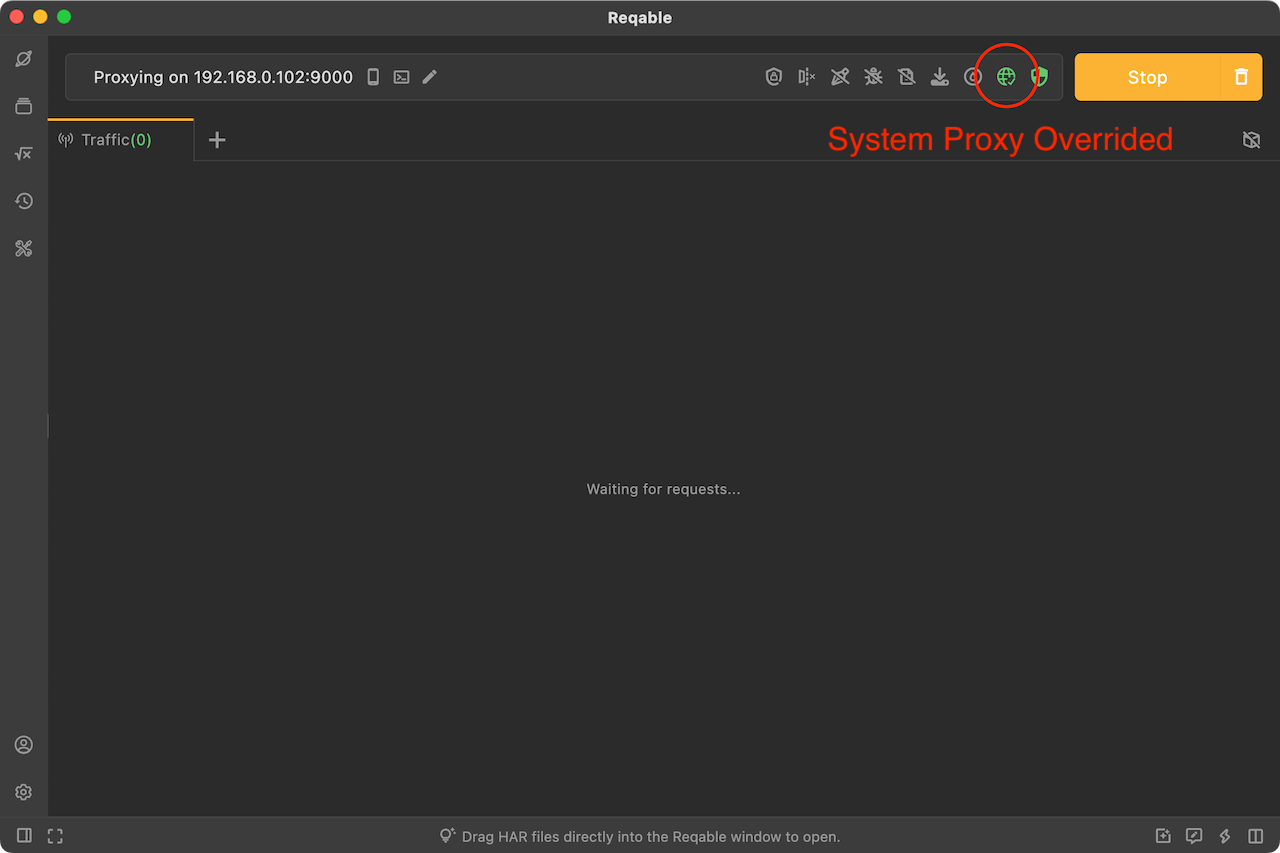 Reqable
Proxying on 192.168.0.102:9000
Stop
Traffic(0)
System Proxy Overrided
Waiting for requests...
Drag HAR files directly into the Reqable window to open.